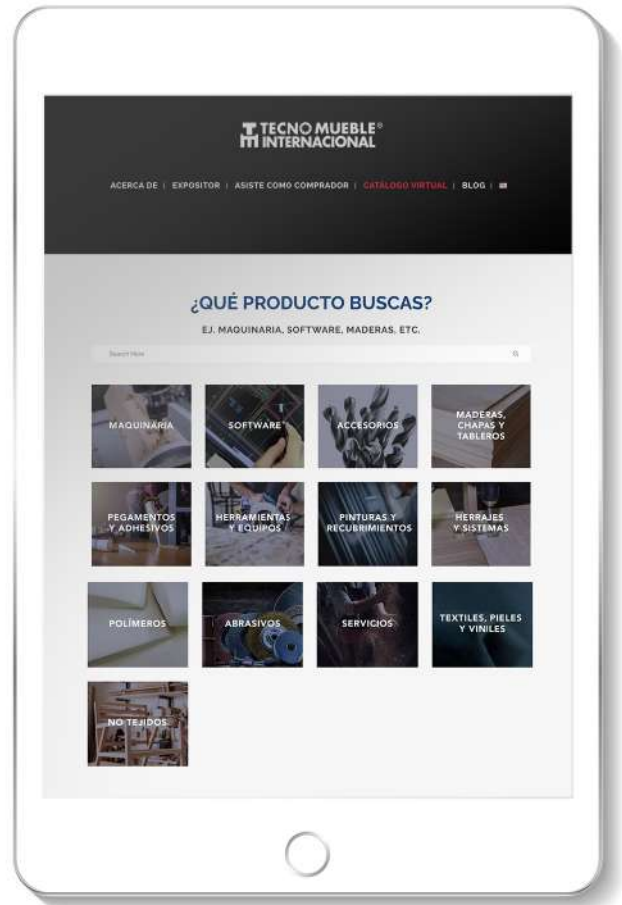 TECNO MUEBLE®
INTERNACIONAL
ACERCA DE | EXPOSITOR | ASISTE COMO COMPRADOR | CATÁLOGO VIRTUAL | BLOG |
¿QUÉ PRODUCTO BUSCAS?
EJ. MAQUINARIA, SOFTWARE, MADERAS, ETC.
Search Here
MAQUINARIA
SOFTWARE
ACCESORIOS
MADERAS,
CHAPAS Y
TABLEROS
PEGAMENTOS
Y ADHESIVOS
HERRAMIENTAS
Y EQUIPOS
PINTURAS Y
RECUBRIMIENTOS
HERRAJES
Y SISTEMAS
POLÍMEROS
ABRASIVOS
SERVICIOS
TEXTILES, PIELES
Y VINILES
NO TEJIDOS